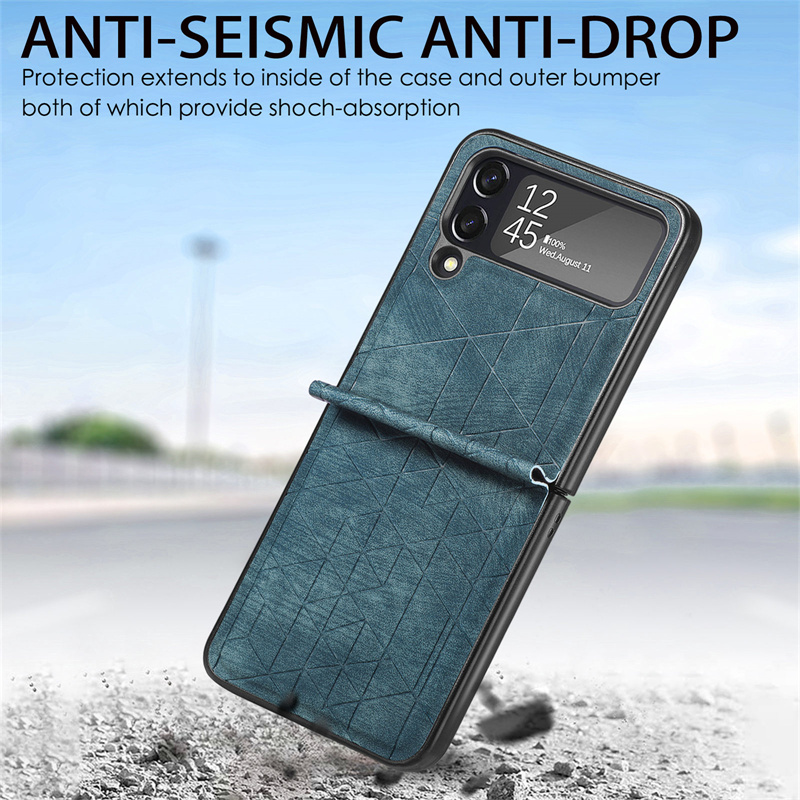 ANTI-SEISMIC ANTI-DROP
Protection extends to inside of the case and outer bumper
both of which provide shoch-absorption
12
45
100%
Wed.August 11